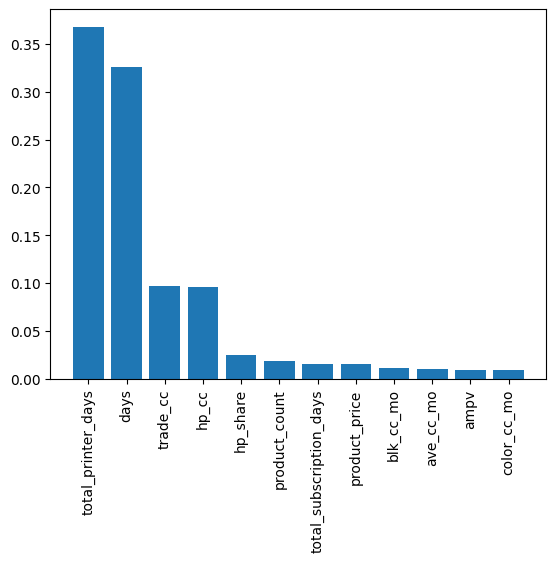 0.35
0.30
0.25
0.20
0.15
0.10
0.05
0.00
total_printer_days
days
trade_cc
hp_cc
hp_share
product_count
total_subscription_days
product_price
blk_cc_mo
ave_cc_mo
ampv
color_cc_mo